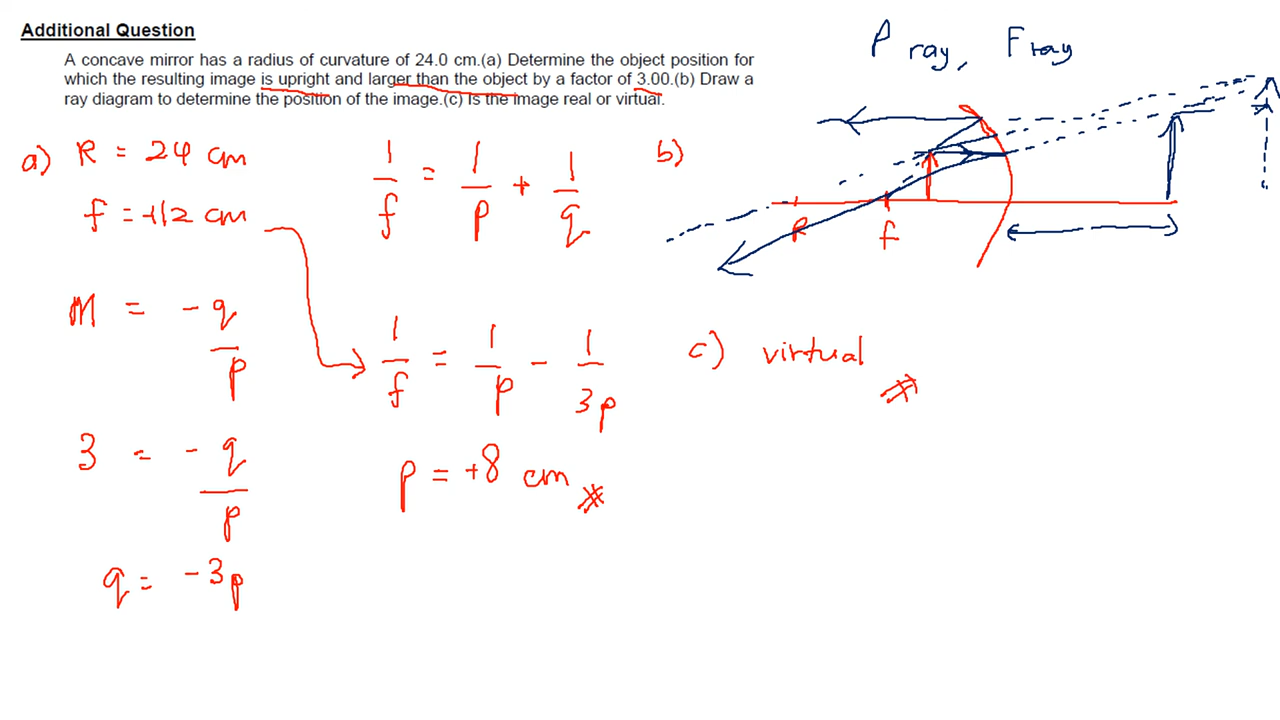 Additional Question
A concave mirror has a radius of curvature of 24.0 cm.(a) Determine the object position for
which the resulting image is upright and larger than the object by a factor of 3.00.(b) Draw a
ray diagram to determine the position of the image.(c) Is the image real or virtual.
a) R = 24 cm
f = +12 cm
M = -q/p
3 = -q/p
q = -3p
1/f = 1/p + 1/q
1/f = 1/p - 1/3p
p = +8 cm
P ray, F ray
b)
R f
c) virtual